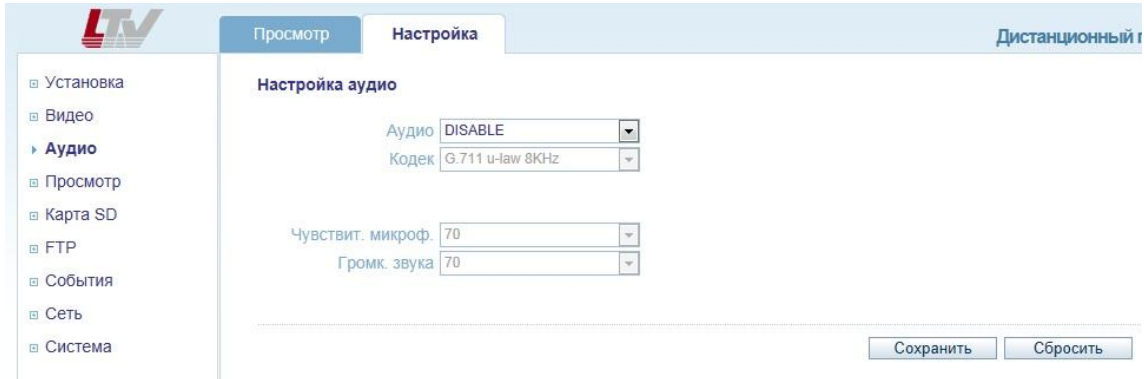 LTV
Просмотр
Настройка
Дистанционный
Установка
Видео
Аудио
Просмотр
Карта SD
FTP
События
Сеть
Система
Настройка аудио
Аудио DISABLE
Кодек G.711 u-law 8KHz
Чувствит. микроф. 70
Громк. звука 70
Сохранить
Сбросить